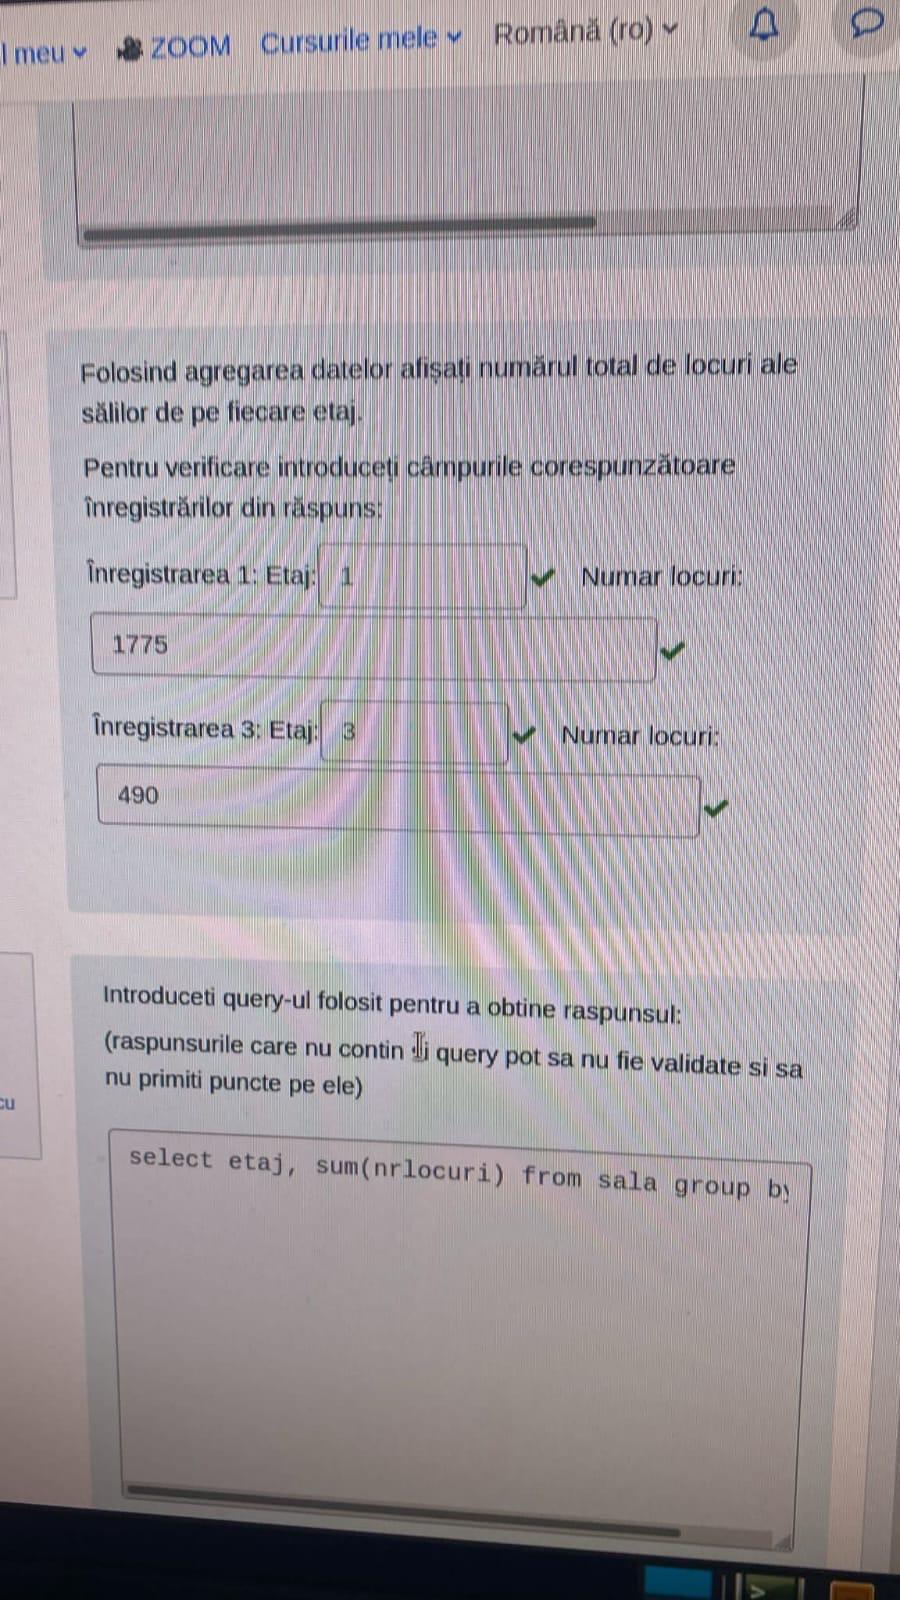 l meu ZOOM Cursurile mele Română (ro)
Folosind agregarea datelor afișați numărul total de locuri ale
sălilor de pe fiecare etaj.
Pentru verificare introduceți câmpurile corespunzătoare
înregistrărilor din răspuns:
Înregistrarea 1: Etaj: 1 Numar locuri:
1775
Înregistrarea 3: Etaj: 3 Numar locuri:
490
Introduceti query-ul folosit pentru a obtine raspunsul:
(raspunsurile care nu contin si query pot sa nu fie validate si sa
nu primiti puncte pe ele)
cu
select etaj, sum(nrlocuri) from sala group by